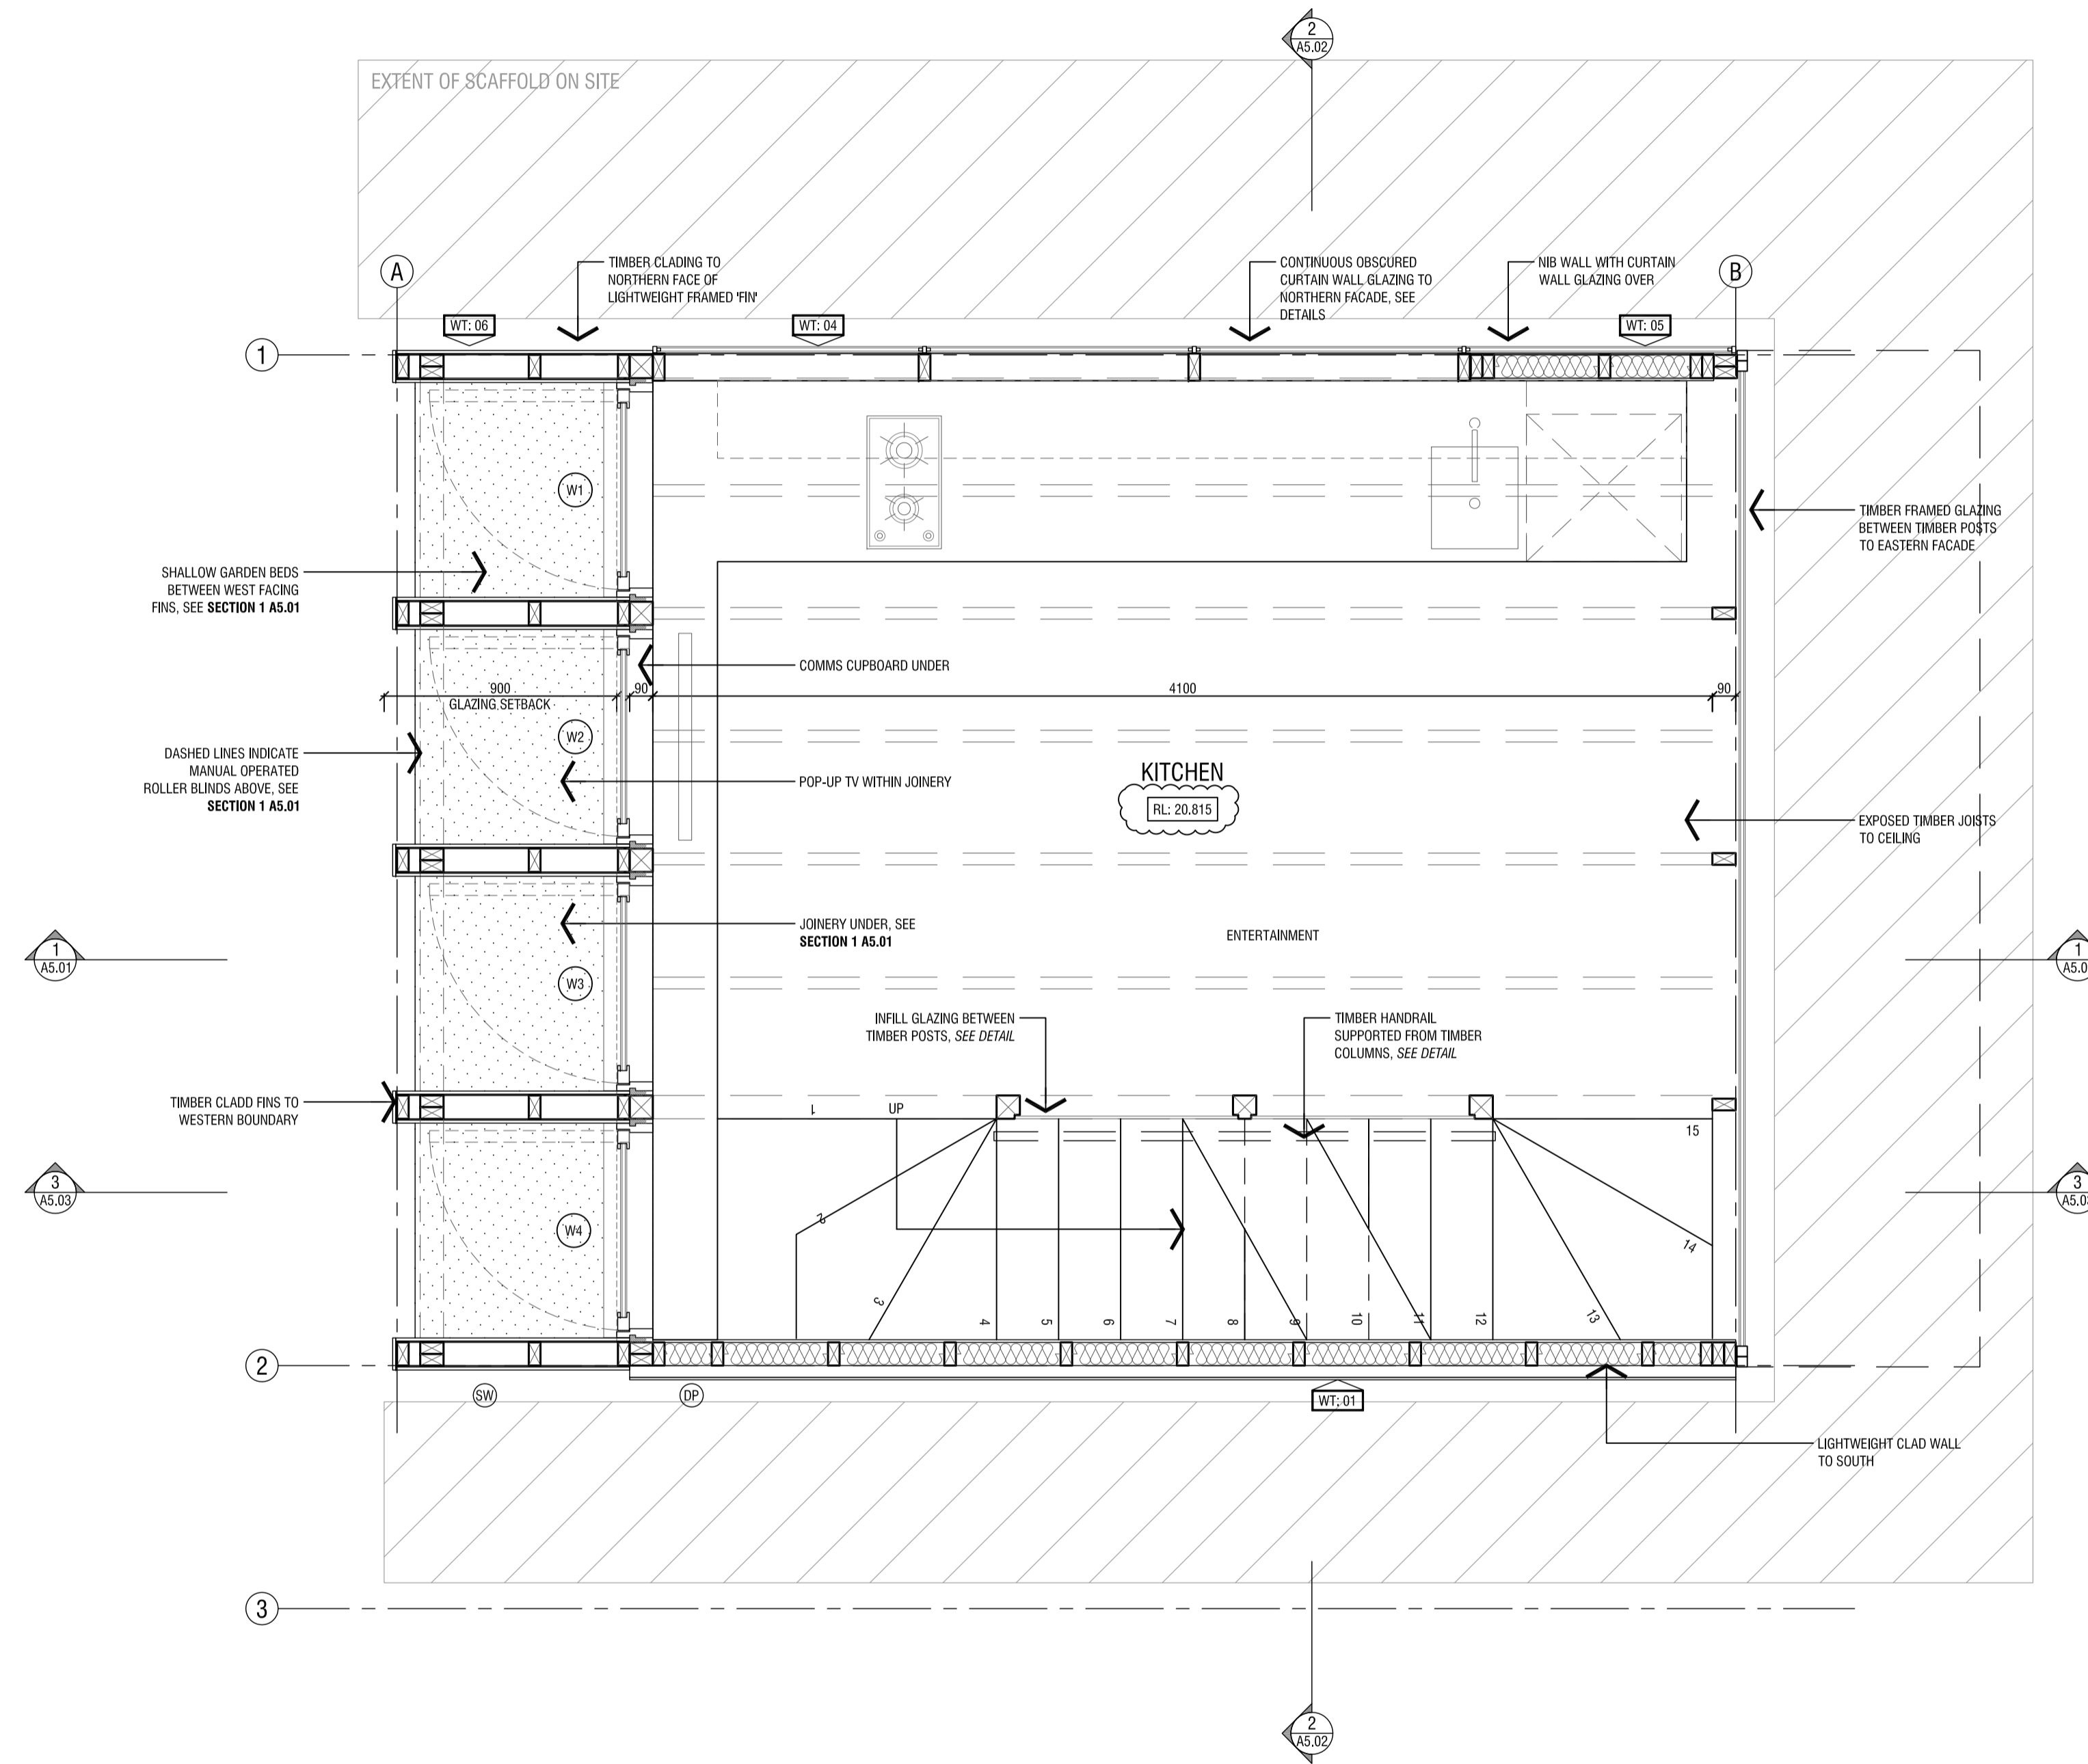 2
A5.02
EXTENT OF SCAFFOLD ON SITE
A
TIMBER CLADING TO
NORTHERN FACE OF
LIGHTWEIGHT FRAMED 'FIN'
CONTINUOUS OBSCURED
CURTAIN WALL GLAZING TO
NORTHERN FACADE, SEE
DETAILS
NIB WALL WITH CURTAIN
WALL GLAZING OVER
B
WT: 06
WT: 04
WT: 05
1
W1
TIMBER FRAMED GLAZING
BETWEEN TIMBER POSTS
TO EASTERN FACADE
SHALLOW GARDEN BEDS
BETWEEN WEST FACING
FINS, SEE SECTION 1 A5.01
COMMS CUPBOARD UNDER
900
GLAZING SETBACK
90
4100
90
W2
DASHED LINES INDICATE
MANUAL OPERATED
ROLLER BLINDS ABOVE, SEE
SECTION 1 A5.01
POP-UP TV WITHIN JOINERY
KITCHEN
RL: 20.815
EXPOSED TIMBER JOISTS
TO CEILING
JOINERY UNDER, SEE
SECTION 1 A5.01
ENTERTAINMENT
1
A5.01
1
A5.0
W3
INFILL GLAZING BETWEEN
TIMBER POSTS, SEE DETAIL
TIMBER HANDRAIL
SUPPORTED FROM TIMBER
COLUMNS, SEE DETAIL
TIMBER CLADD FINS TO
WESTERN BOUNDARY
1
UP
15
3
A5.03
3
A5.03
W4
2
14
3
4
5
6
7
8
9
10
11
12
13
2
SW
DP
WT: 01
LIGHTWEIGHT CLAD WALL
TO SOUTH
3
2
A5.02